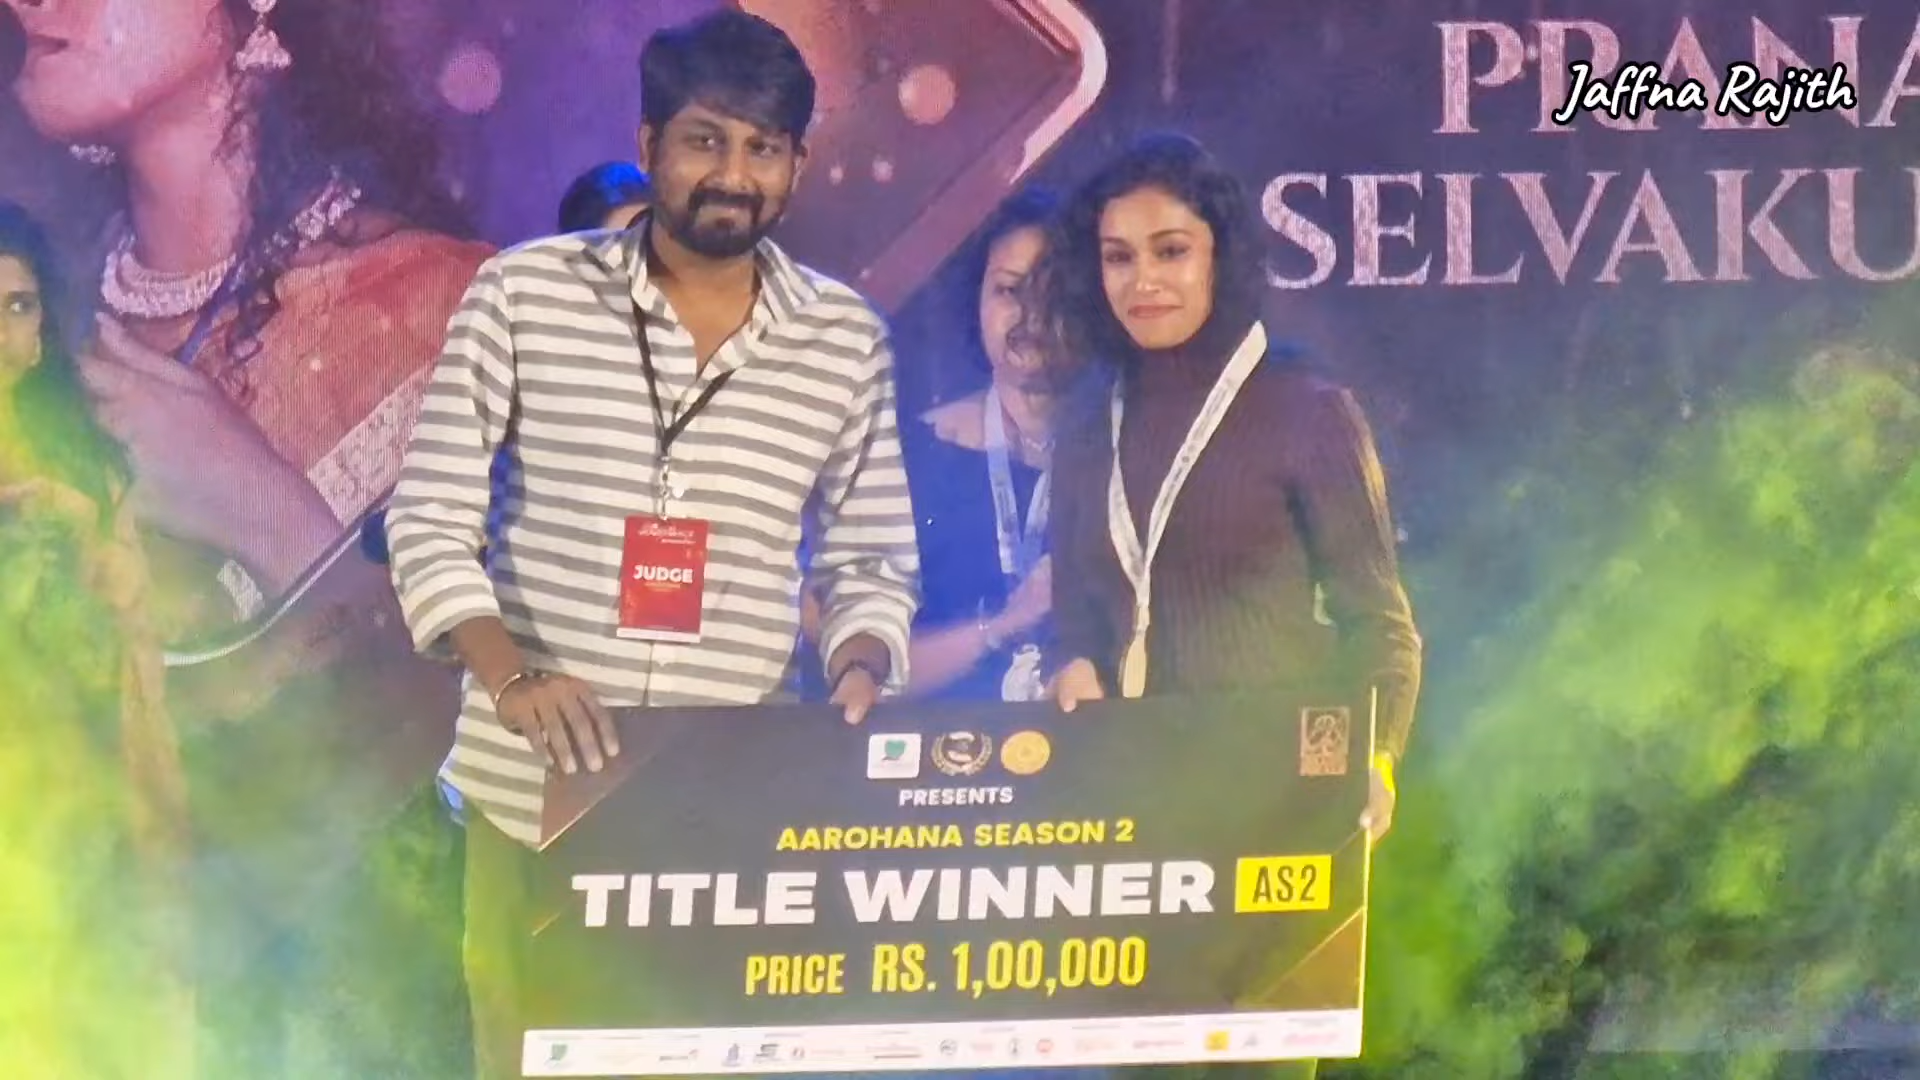 PRANA
Jaffna Rajith
SELVAKU
JUDGE
PRESENTS
AAROHANA SEASON 2
TITLE WINNER AS2
PRICE RS. 1,00,000